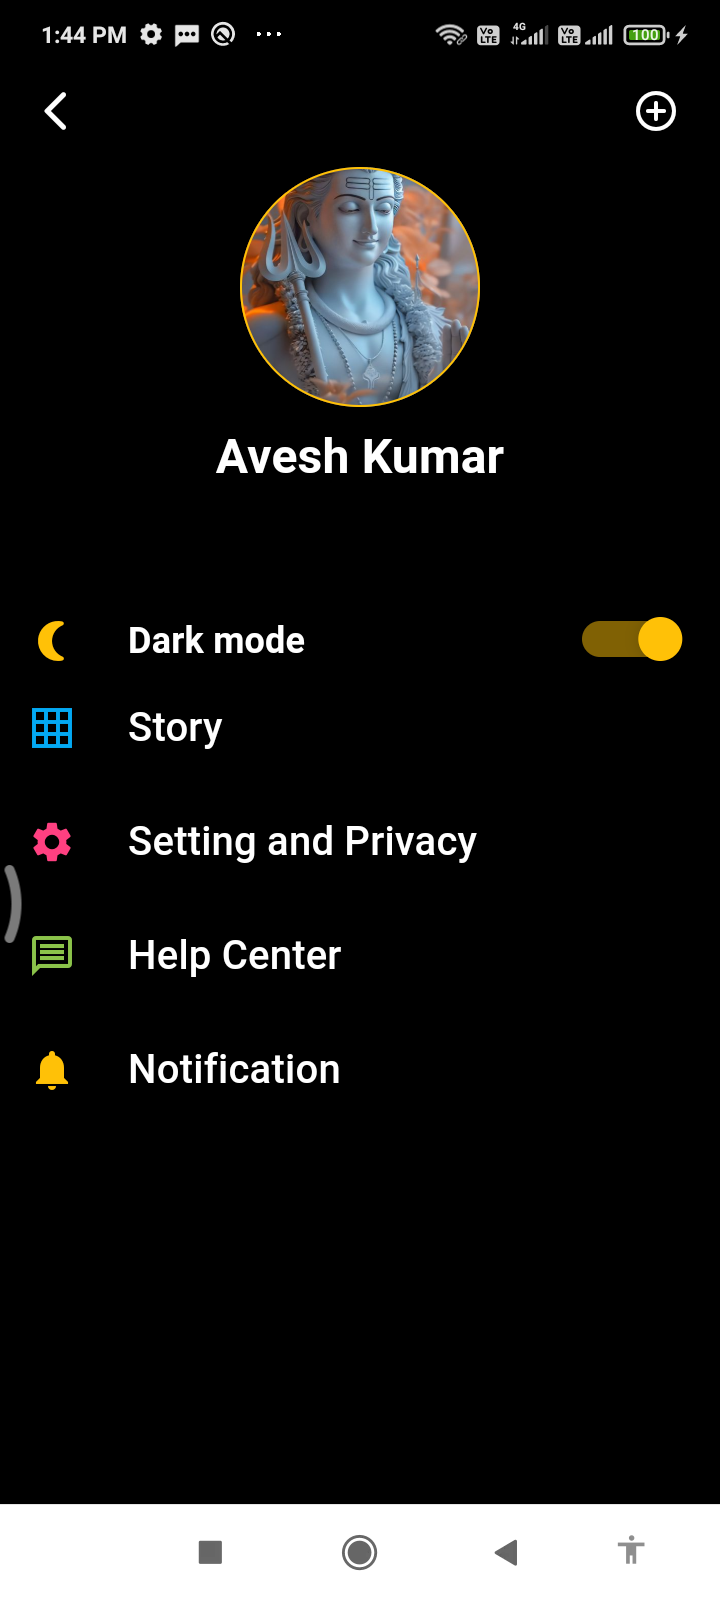 1:44 PM
Vo LTE 4G Vo LTE 100
Avesh Kumar
Dark mode
Story
Setting and Privacy
Help Center
Notification